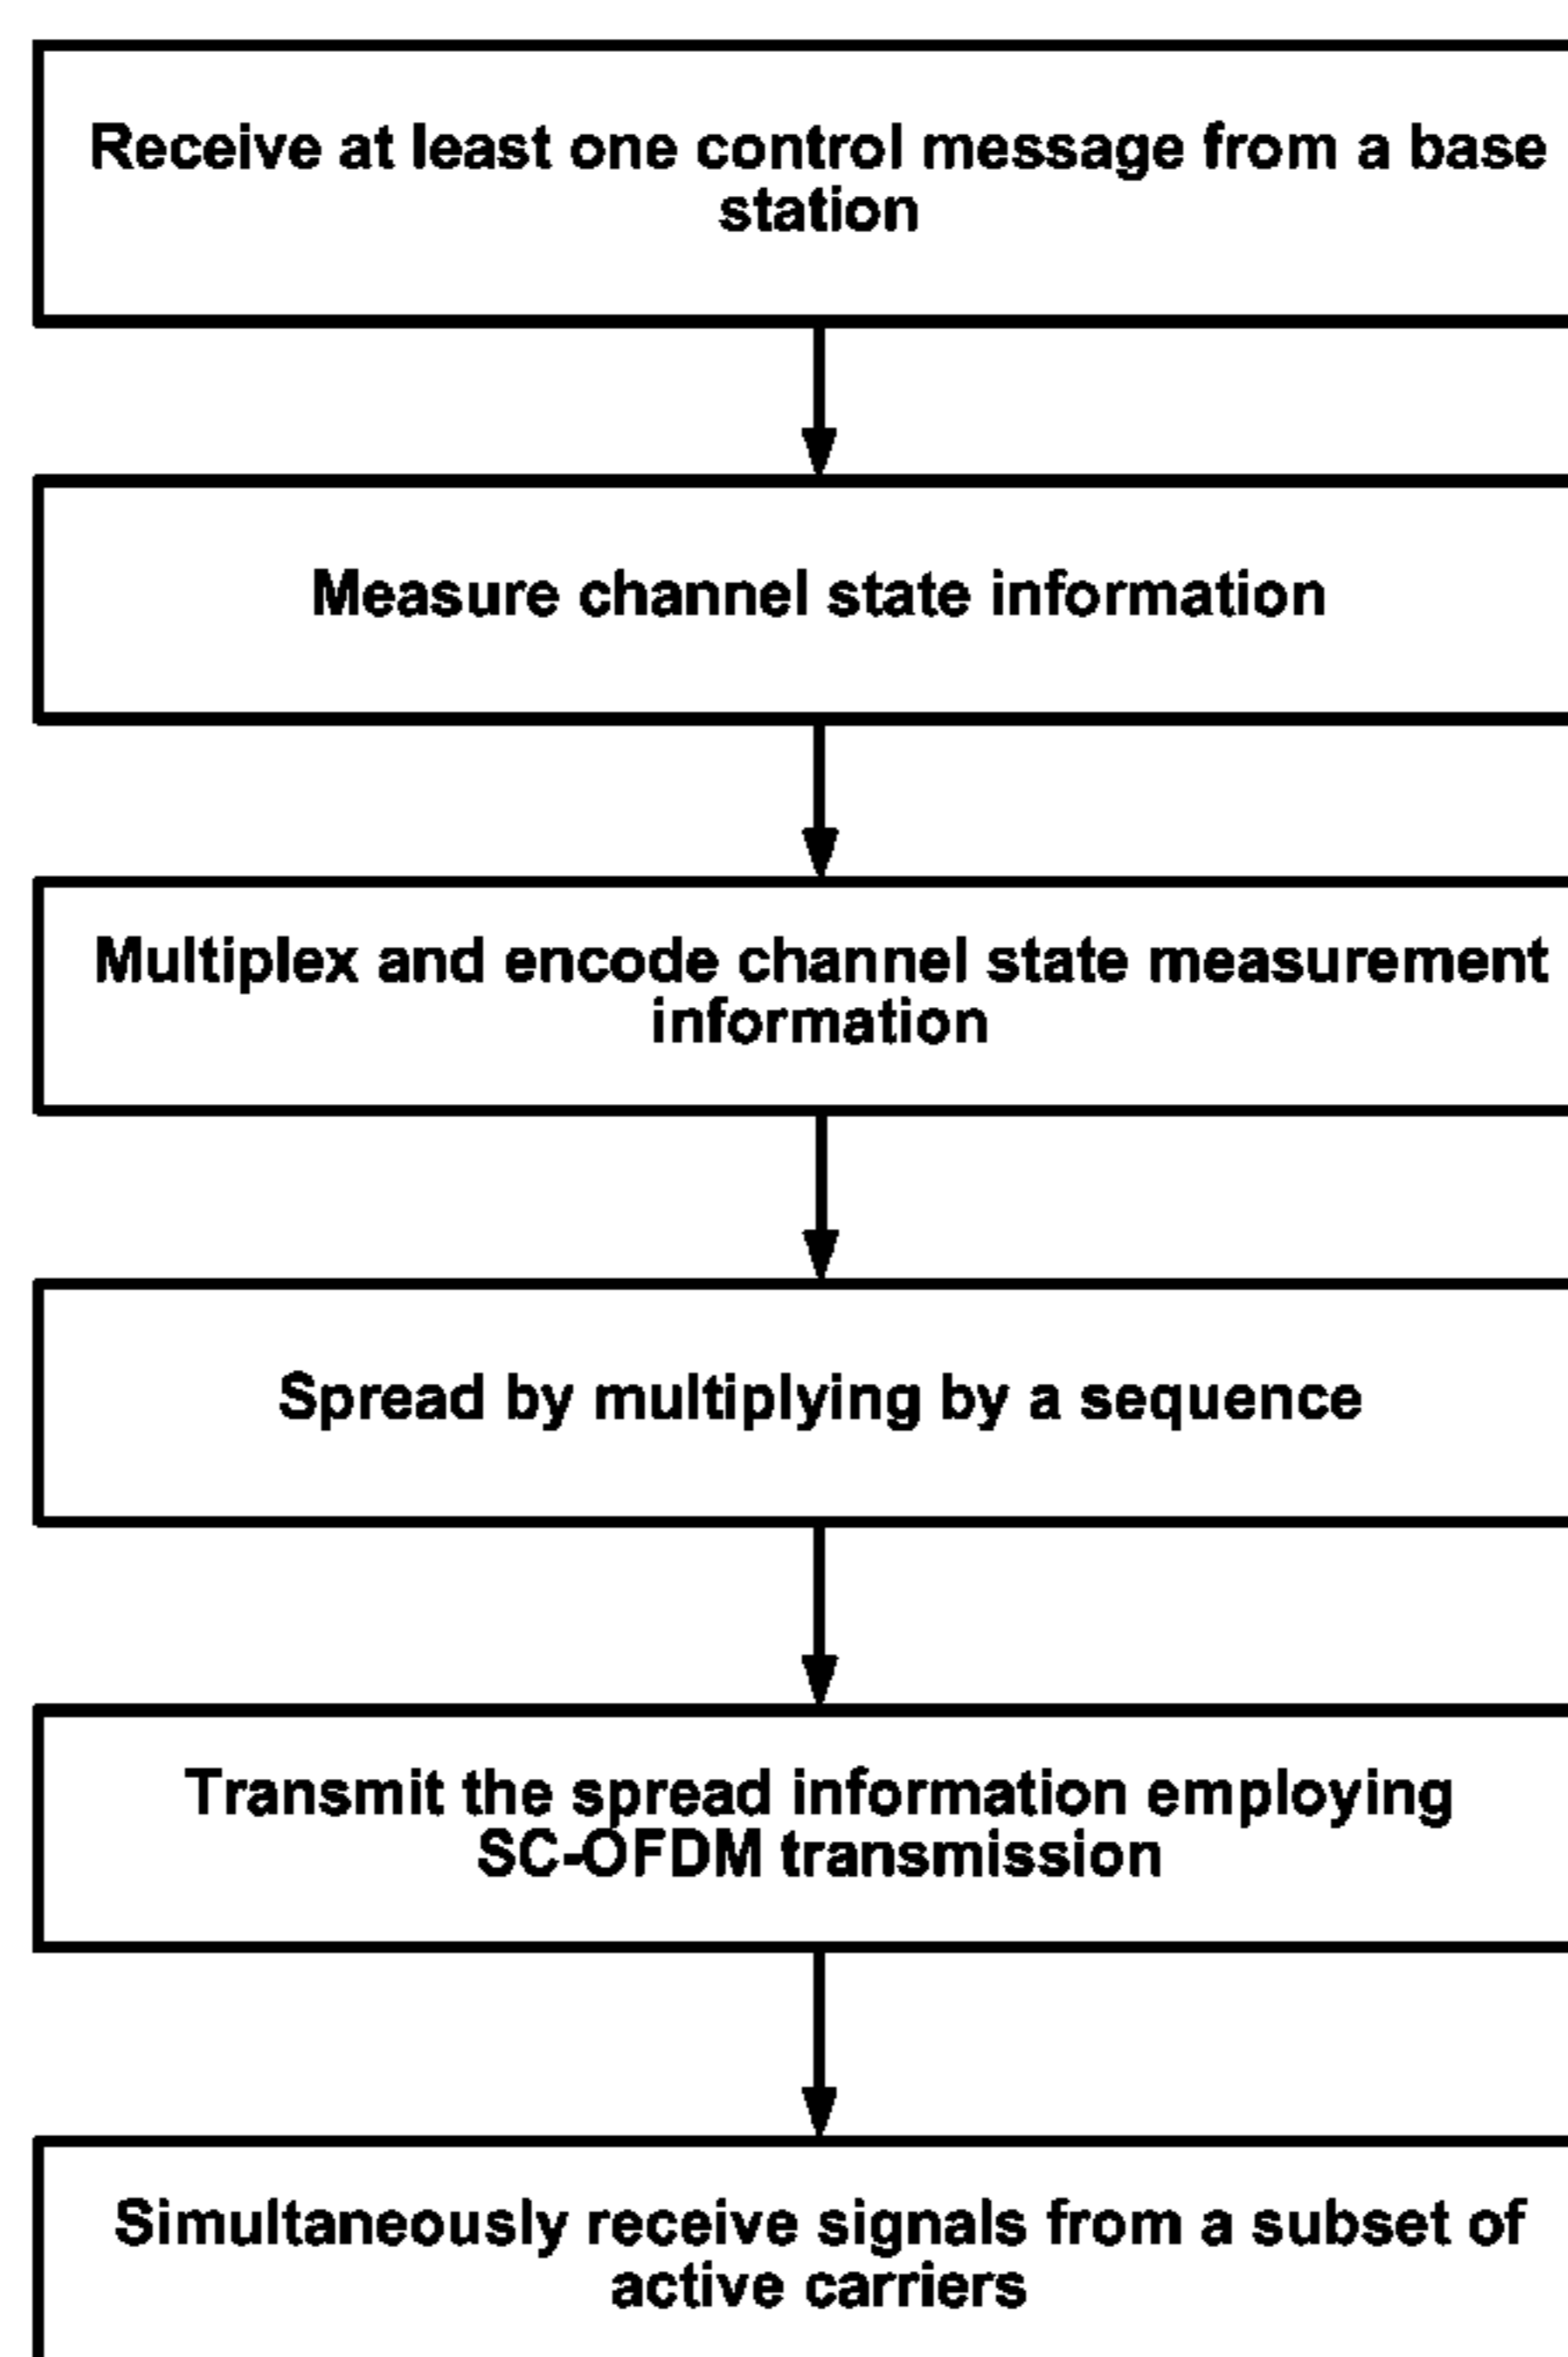 Receive at least one control message from a base
station
Measure channel state information
Multiplex and encode channel state measurement
information
Spread by multiplying by a sequence
Transmit the spread information employing
SC-OFDM transmission
Simultaneously receive signals from a subset of
active carriers